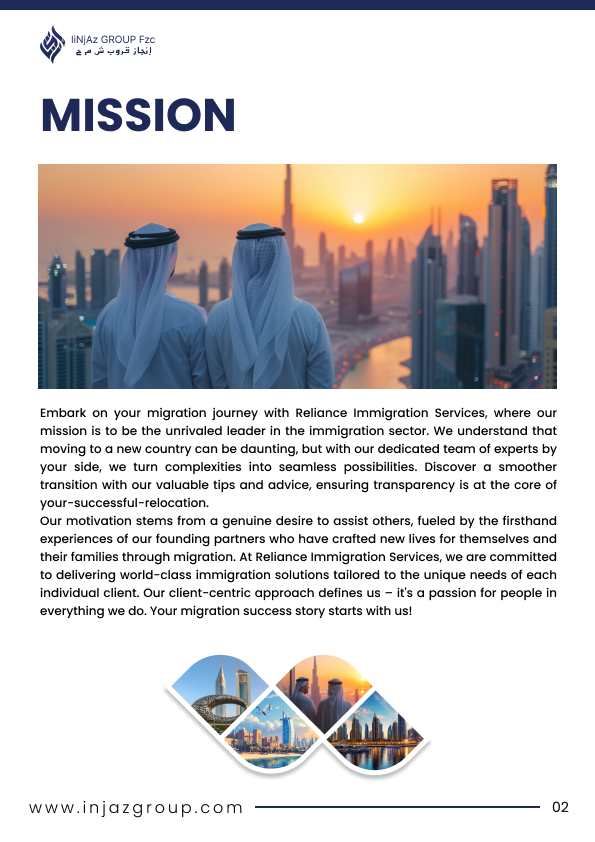 IiNjAz GROUP Fzc
إنجاز قروب ش م ح
MISSION
Embark on your migration journey with Reliance Immigration Services, where our
mission is to be the unrivaled leader in the immigration sector. We understand that
moving to a new country can be daunting, but with our dedicated team of experts by
your side, we turn complexities into seamless possibilities. Discover a smoother
transition with our valuable tips and advice, ensuring transparency is at the core of
your-successful-relocation.
Our motivation stems from a genuine desire to assist others, fueled by the firsthand
experiences of our founding partners who have crafted new lives for themselves and
their families through migration. At Reliance Immigration Services, we are committed
to delivering world-class immigration solutions tailored to the unique needs of each
individual client. Our client-centric approach defines us – it's a passion for people in
everything we do. Your migration success story starts with us!
www.injazgroup.com
02